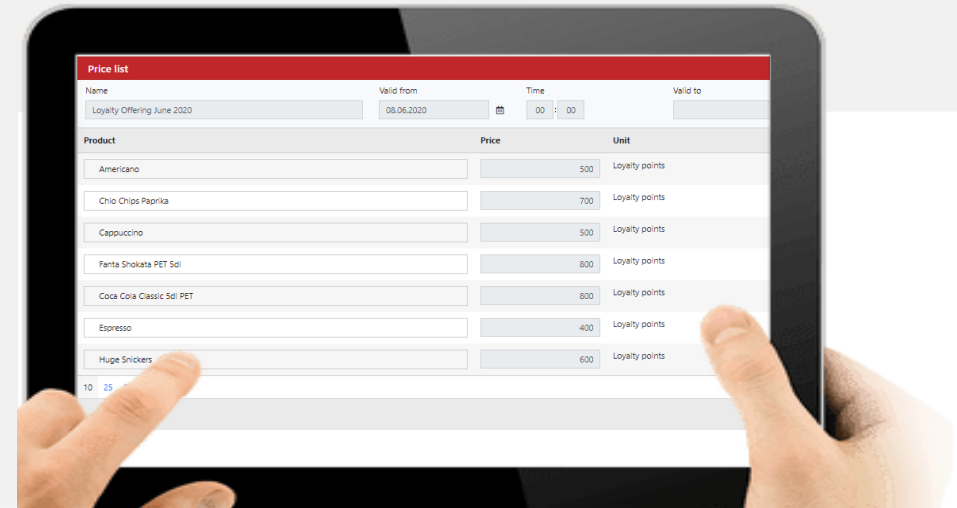 Price list
Name Valid from Time Valid to
Loyalty Offering June 2020 08.06.2020 00 : 00
Product Price Unit
Americano 500 Loyalty points
Chio Chips Paprika 700 Loyalty points
Cappuccino 500 Loyalty points
Fanta Shokata PET 5dl 800 Loyalty points
Coca Cola Classic 5dl PET 800 Loyalty points
Espresso 400 Loyalty points
Huge Snickers 600 Loyalty points
10 25